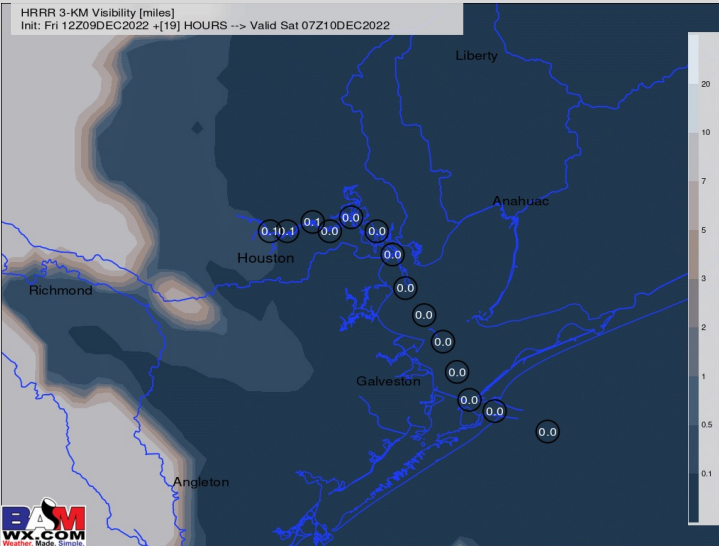 HRRR 3-KM Visibility [miles]
Init: Fri 12Z09DEC2022 +[19] HOURS --> Valid Sat 07Z10DEC2022
Liberty
20
10
7
Anahuac
0.1 0.1 0.1 0.0 0.0 0.0
5
0.0
Houston
3
Richmond
0.0
0.0
2
0.0
0.0
1
Galveston
0.0
0.0
0.5
0.0
0.1
Angleton
BAM
WX.COM
Weather. Made. Simple.